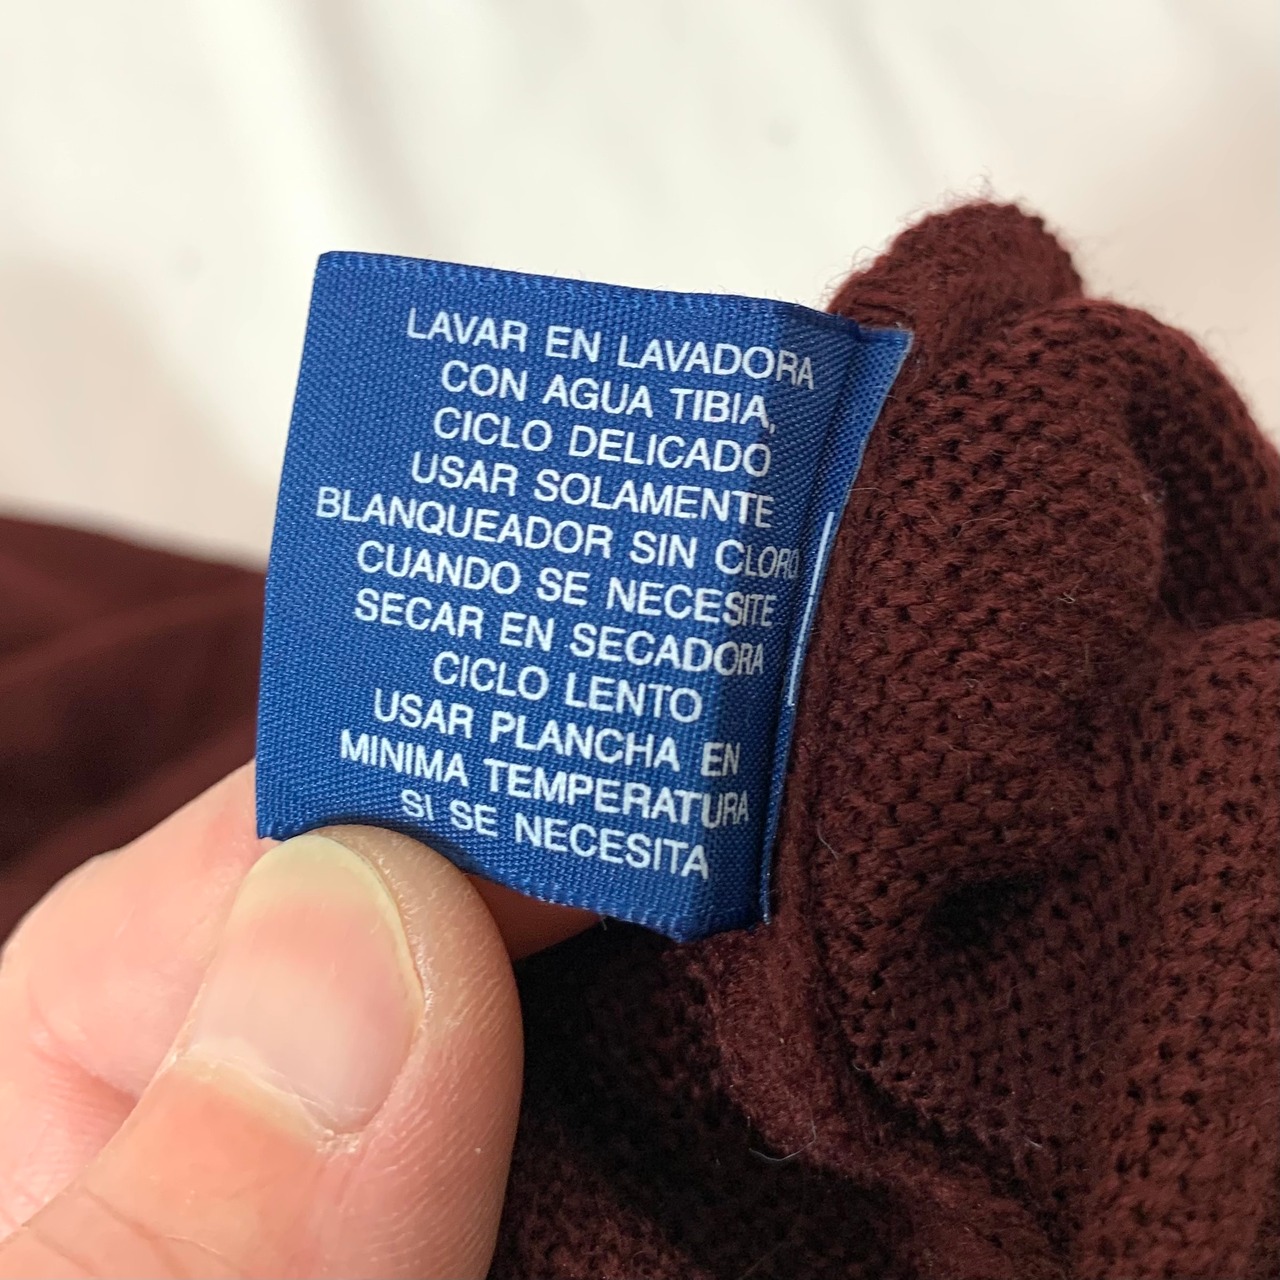 LAVAR EN LAVADORA
CON AGUA TIBIA,
CICLO DELICADO
USAR SOLAMENTE
BLANQUEADOR SIN CLORO
CUANDO SE NECESITE
SECAR EN SECADORA
CICLO LENTO
USAR PLANCHA EN
MINIMA TEMPERATURA
SI SE NECESITA